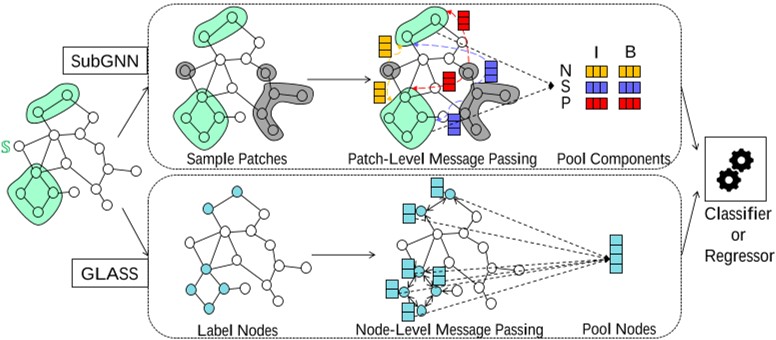 SubGNN
I B
N
S
P
Sample Patches
Patch-Level Message Passing
Pool Components
𝕊
Classifier
or
Regressor
GLASS
Label Nodes
Node-Level Message Passing
Pool Nodes